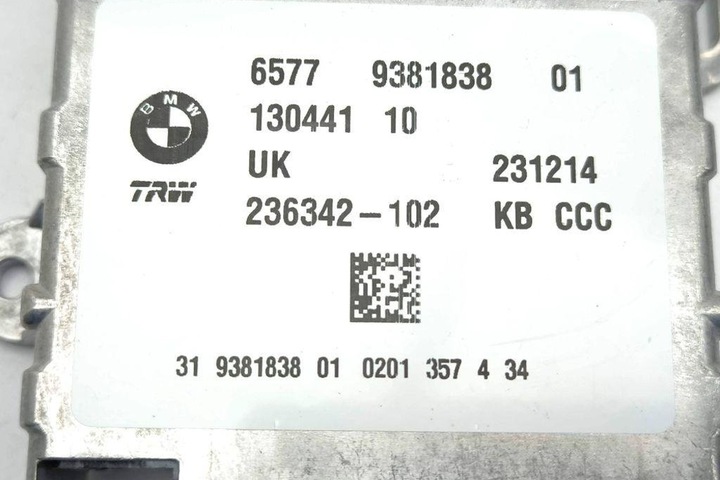 6577 9381838 01
BMW
130441 10
UK 231214
TRW
236342-102 KB CCC
31 9381838 01 0201 357 4 34